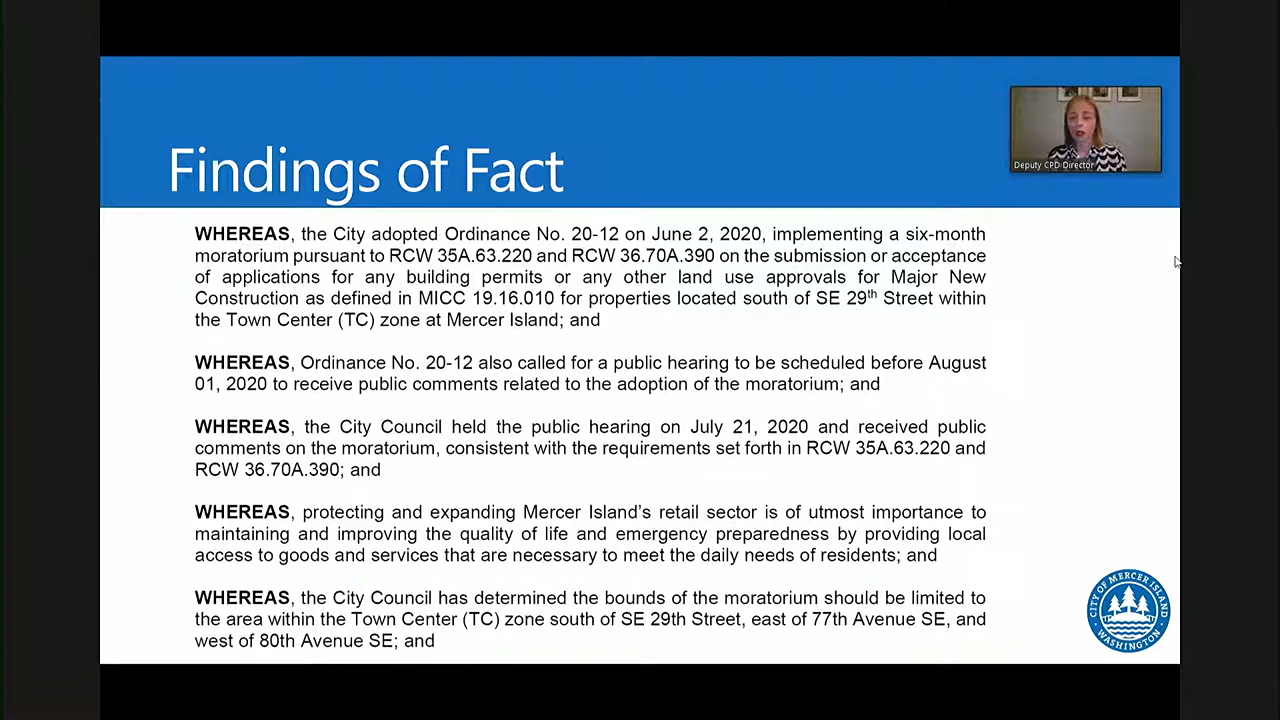 Findings of Fact
Deputy CPD Director
WHEREAS, the City adopted Ordinance No. 20-12 on June 2, 2020, implementing a six-month
moratorium pursuant to RCW 35A.63.220 and RCW 36.70A.390 on the submission or acceptance
of applications for any building permits or any other land use approvals for Major New
Construction as defined in MICC 19.16.010 for properties located south of SE 29th Street within
the Town Center (TC) zone at Mercer Island; and
WHEREAS, Ordinance No. 20-12 also called for a public hearing to be scheduled before August
01, 2020 to receive public comments related to the adoption of the moratorium; and
WHEREAS, the City Council held the public hearing on July 21, 2020 and received public
comments on the moratorium, consistent with the requirements set forth in RCW 35A.63.220 and
RCW 36.70A.390; and
WHEREAS, protecting and expanding Mercer Island's retail sector is of utmost importance to
maintaining and improving the quality of life and emergency preparedness by providing local
access to goods and services that are necessary to meet the daily needs of residents; and
WHEREAS, the City Council has determined the bounds of the moratorium should be limited to
the area within the Town Center (TC) zone south of SE 29th Street, east of 77th Avenue SE, and
west of 80th Avenue SE; and
CITY OF MERCER ISLAND
WASHINGTON